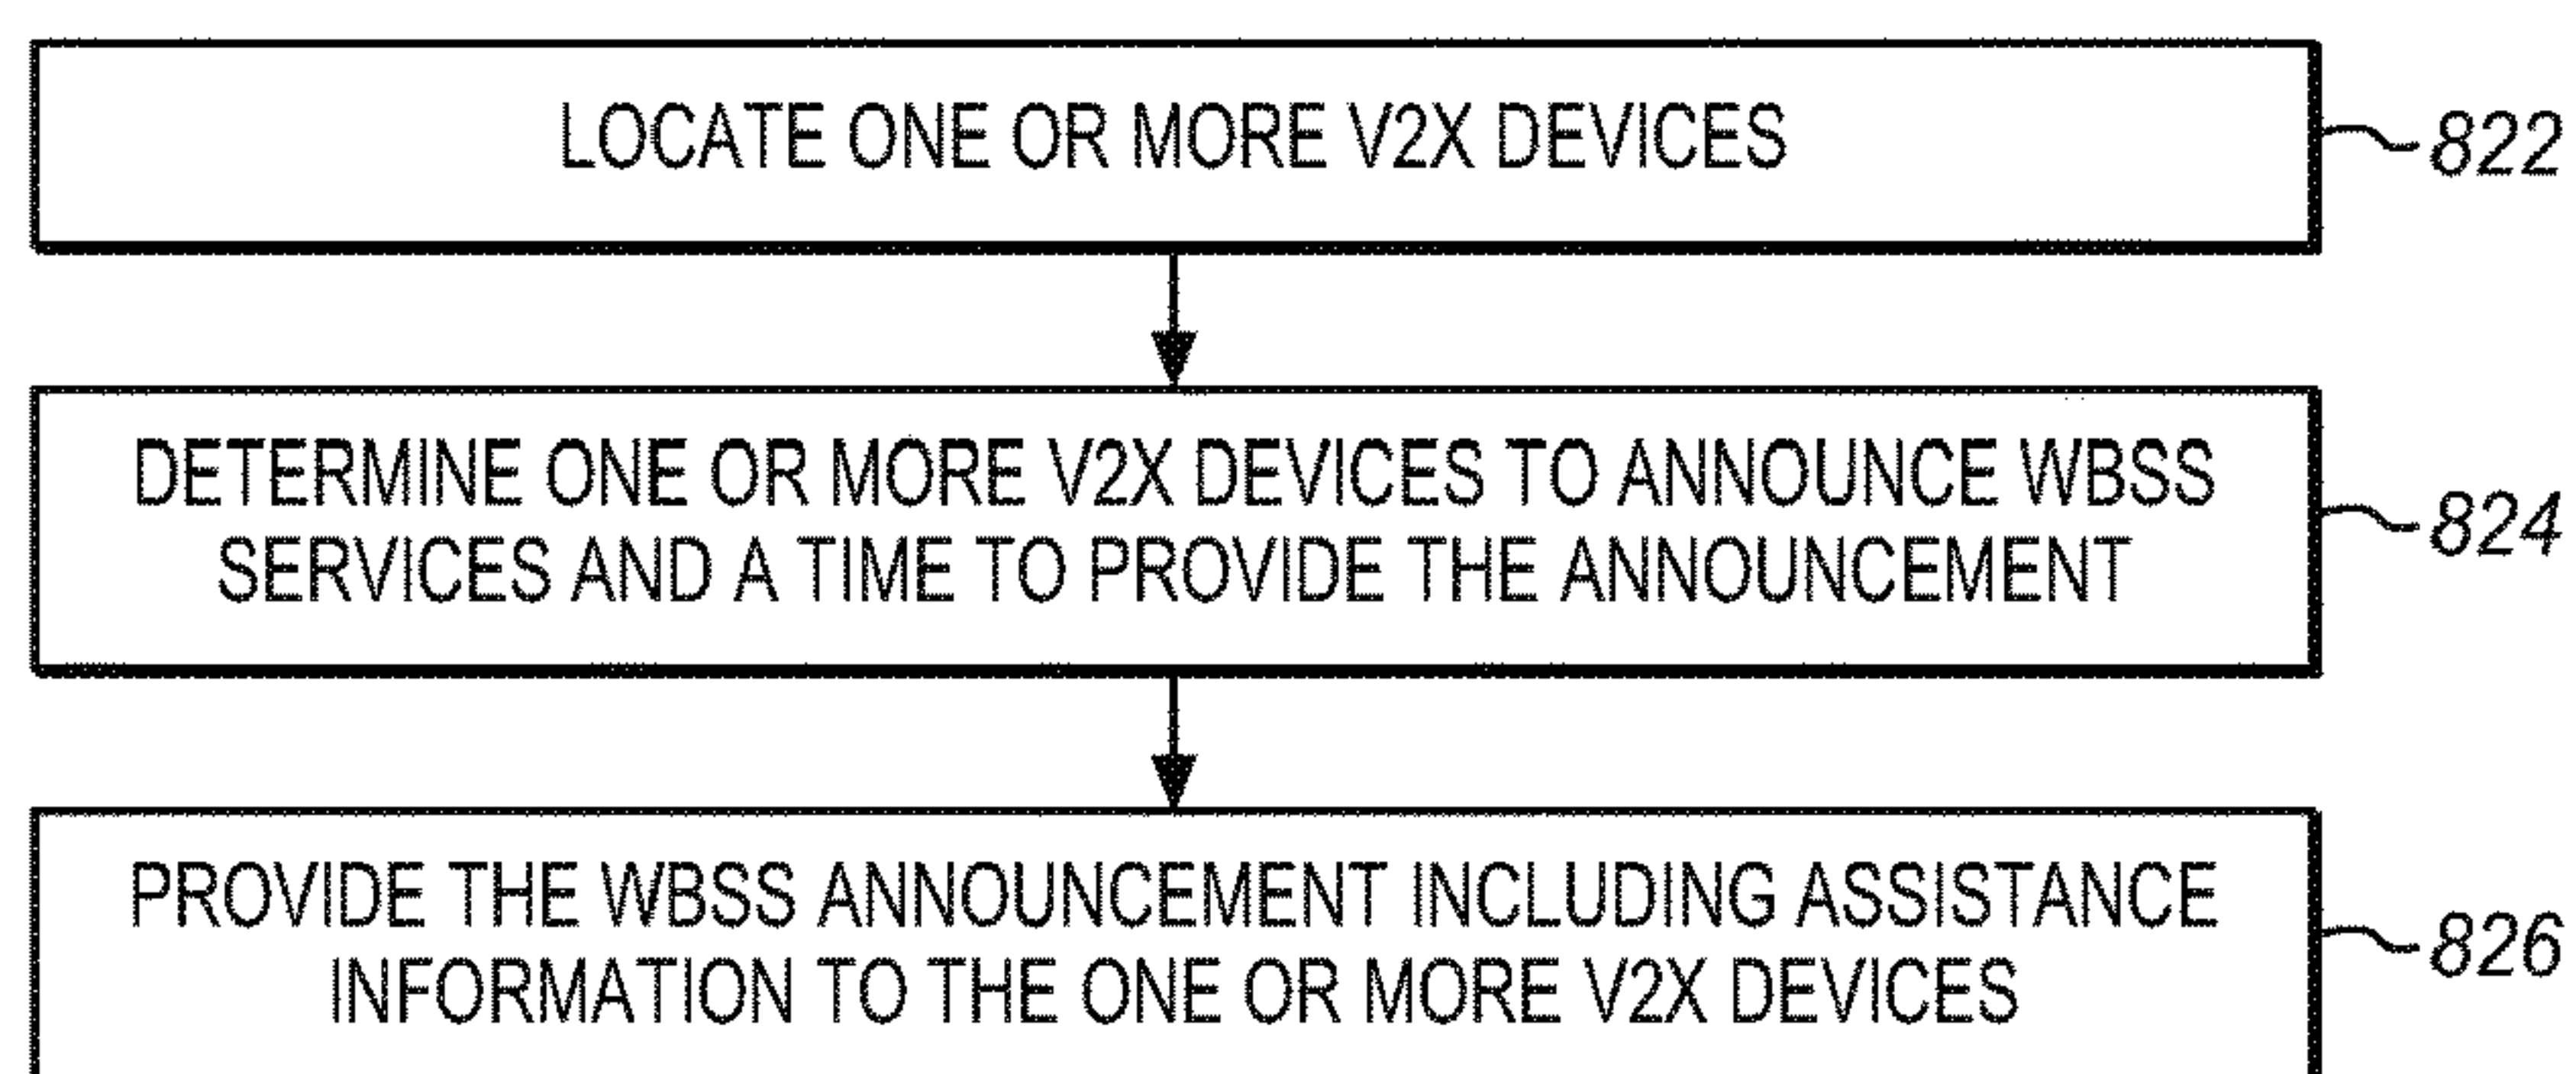 LOCATE ONE OR MORE V2X DEVICES
822
DETERMINE ONE OR MORE V2X DEVICES TO ANNOUNCE WBSS
SERVICES AND A TIME TO PROVIDE THE ANNOUNCEMENT
824
PROVIDE THE WBSS ANNOUNCEMENT INCLUDING ASSISTANCE
INFORMATION TO THE ONE OR MORE V2X DEVICES
826